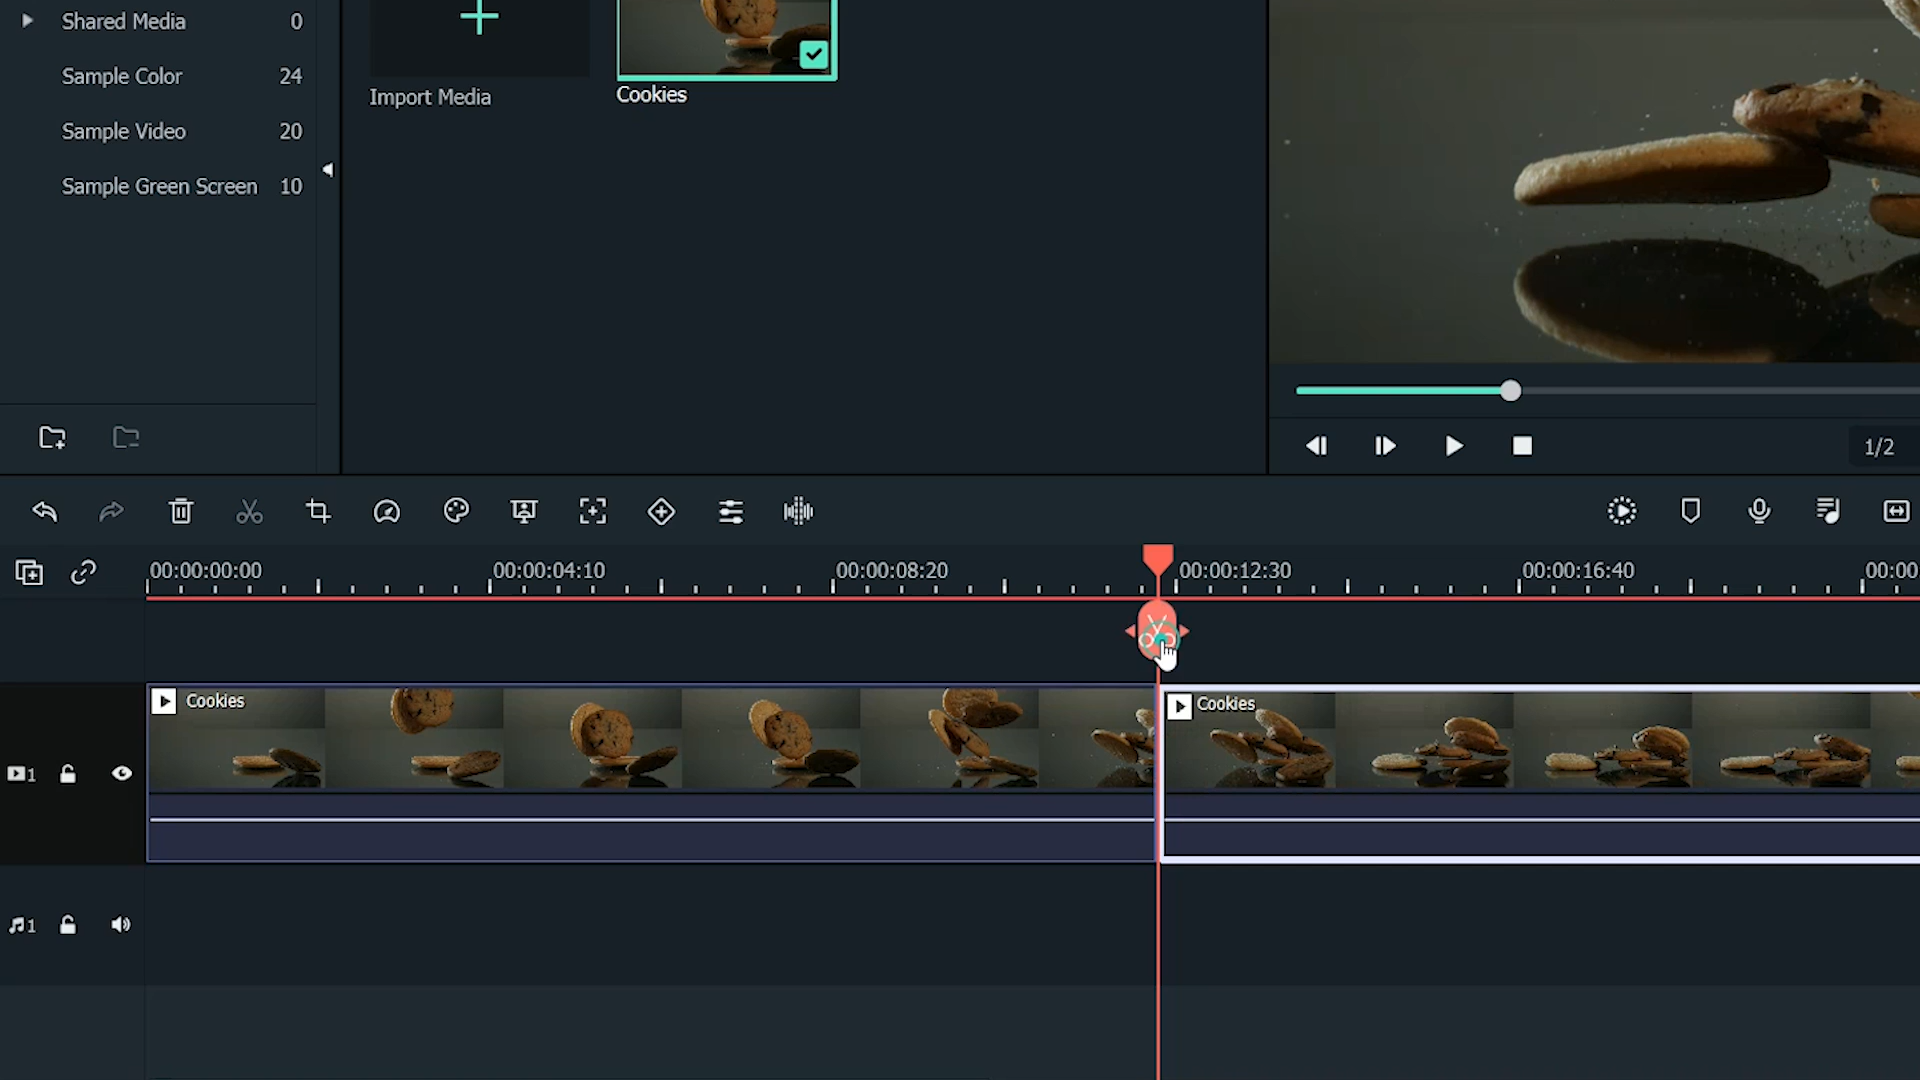 Shared Media 0
Sample Color 24
Sample Video 20
Sample Green Screen 10
Import Media
Cookies
1/2
00:00:00:00 00:00:04:10 00:00:08:20 00:00:12:30 00:00:16:40 00:00
Cookies
Cookies
1
1